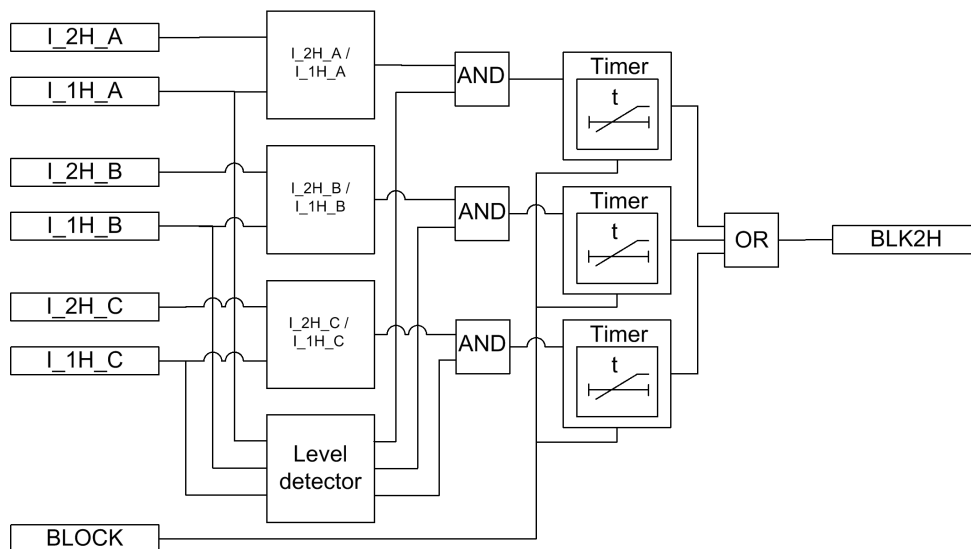 I_2H_A
I_1H_A
I_2H_A /
I_1H_A
AND
Timer
t
I_2H_B
I_1H_B
I_2H_B /
I_1H_B
AND
Timer
t
OR
BLK2H
I_2H_C
I_1H_C
I_2H_C /
I_1H_C
AND
Timer
t
Level
detector
BLOCK